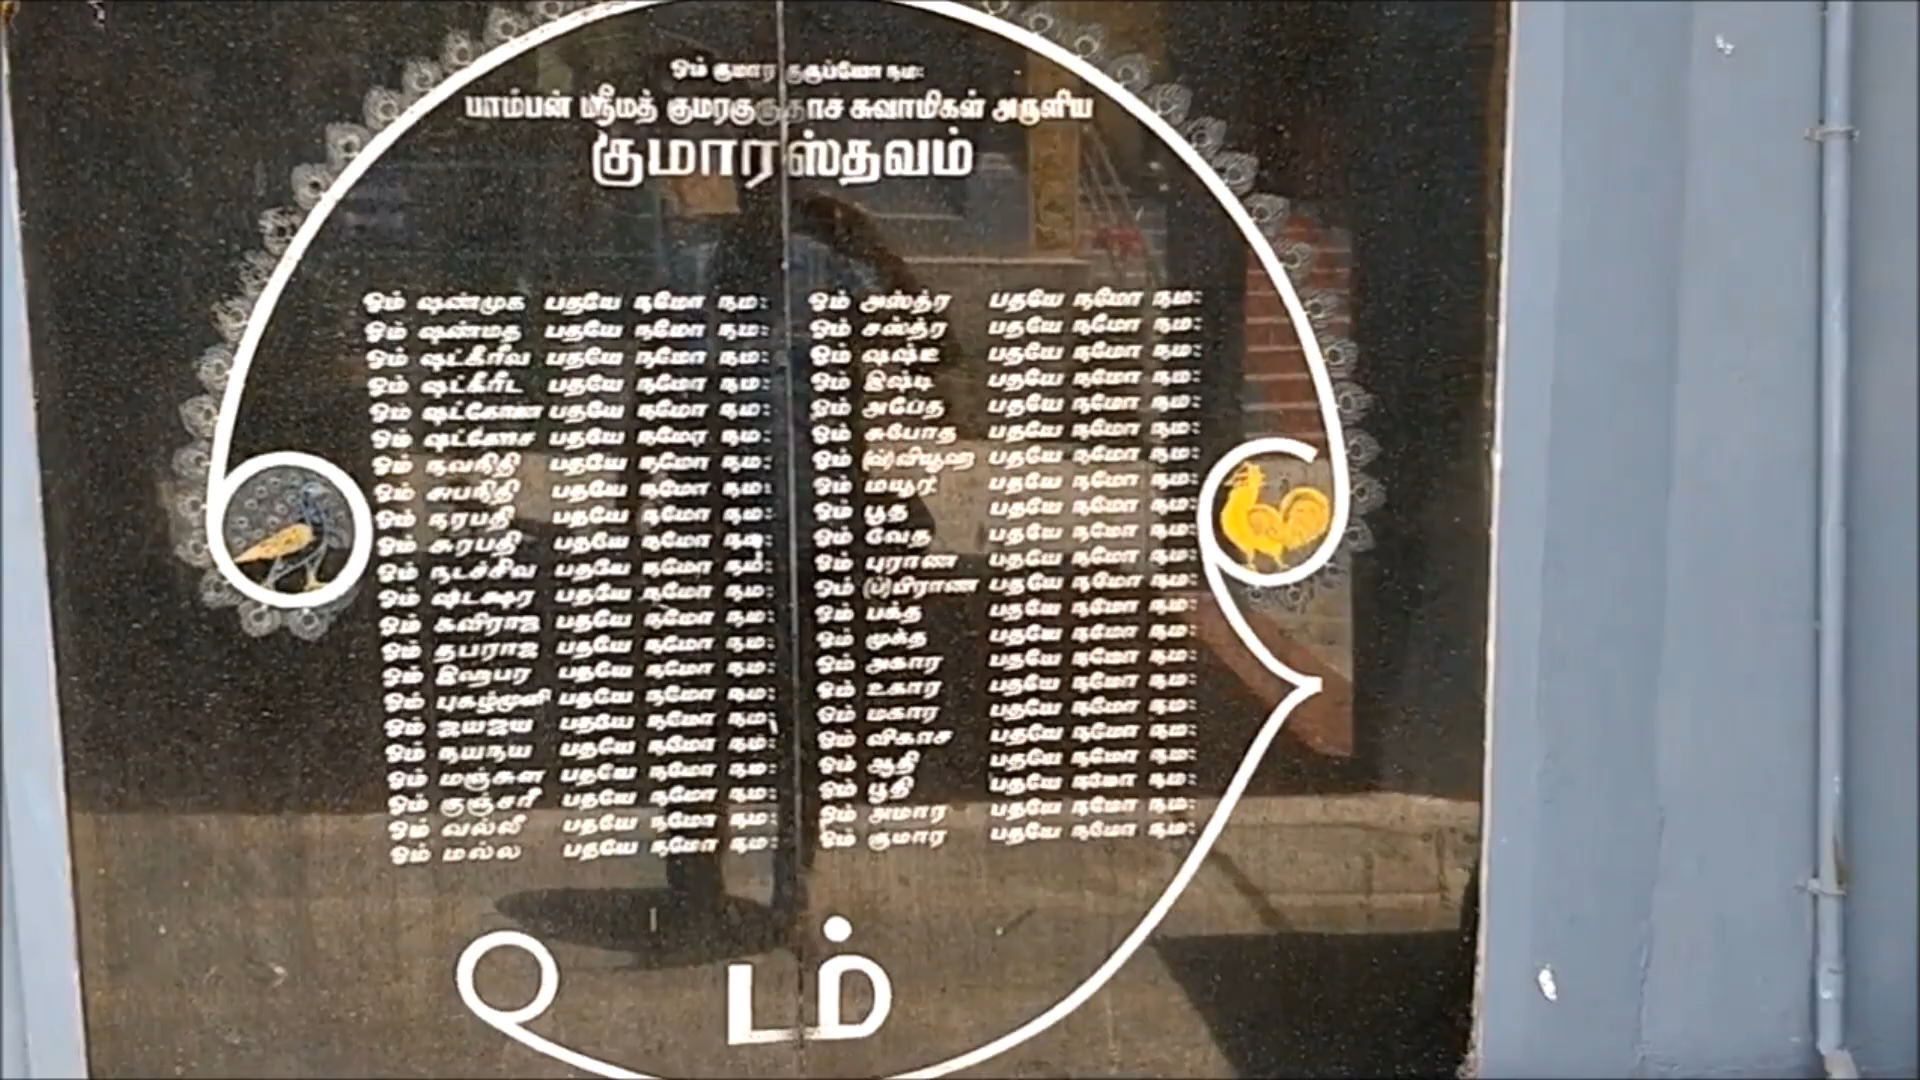 ஓம் குமார குருப்யோ நம:
பாம்பன் ஸ்ரீமத் குமரகுருதாச சுவாமிகள் அருளிய
குமாரஸ்தவம்
ஓம் ஷண்முக பதயே நமோ நம:
ஓம் ஷண்மத பதயே நமோ நம:
ஓம் ஷட்கிரீவ பதயே நமோ நம:
ஓம் ஷட்கிரீட பதயே நமோ நம:
ஓம் ஷட்கோண பதயே நமோ நம:
ஓம் ஷட்கோச பதயே நமோ நம:
ஓம் நவநிதி பதயே நமோ நம:
ஓம் சுபநிதி பதயே நமோ நம:
ஓம் நரபதி பதயே நமோ நம:
ஓம் சுரபதி பதயே நமோ நம:
ஓம் நடச்சிவ பதயே நமோ நம:
ஓம் ஷடக்ஷர பதயே நமோ நம:
ஓம் கவிராஜ பதயே நமோ நம:
ஓம் தபராஜ பதயே நமோ நம:
ஓம் இஹபர பதயே நமோ நம:
ஓம் புகழ்முனி பதயே நமோ நம:
ஓம் ஜயஜய பதயே நமோ நம:
ஓம் நயநய பதயே நமோ நம:
ஓம் மஞ்சுள பதயே நமோ நம:
ஓம் குஞ்சரீ பதயே நமோ நம:
ஓம் வல்லீ பதயே நமோ நம:
ஓம் மல்ல பதயே நமோ நம:
ஓம் அஸ்த்ர பதயே நமோ நம:
ஓம் சஸ்த்ர பதயே நமோ நம:
ஓம் ஷஷ்டி பதயே நமோ நம:
ஓம் இஷ்டி பதயே நமோ நம:
ஓம் அபேத பதயே நமோ நம:
ஓம் சுபோத பதயே நமோ நம:
ஓம் (வ்)வியூஹ பதயே நமோ நம:
ஓம் மயூர பதயே நமோ நம:
ஓம் பூத பதயே நமோ நம:
ஓம் வேத பதயே நமோ நம:
ஓம் புராண பதயே நமோ நம:
ஓம் (ப்)பிராண பதயே நமோ நம:
ஓம் பக்த பதயே நமோ நம:
ஓம் முக்த பதயே நமோ நம:
ஓம் அகார பதயே நமோ நம:
ஓம் உகார பதயே நமோ நம:
ஓம் மகார பதயே நமோ நம:
ஓம் விகாச பதயே நமோ நம:
ஓம் ஆதி பதயே நமோ நம:
ஓம் பூதி பதயே நமோ நம:
ஓம் அமார பதயே நமோ நம:
ஓம் குமார பதயே நமோ நம:
ஓம்